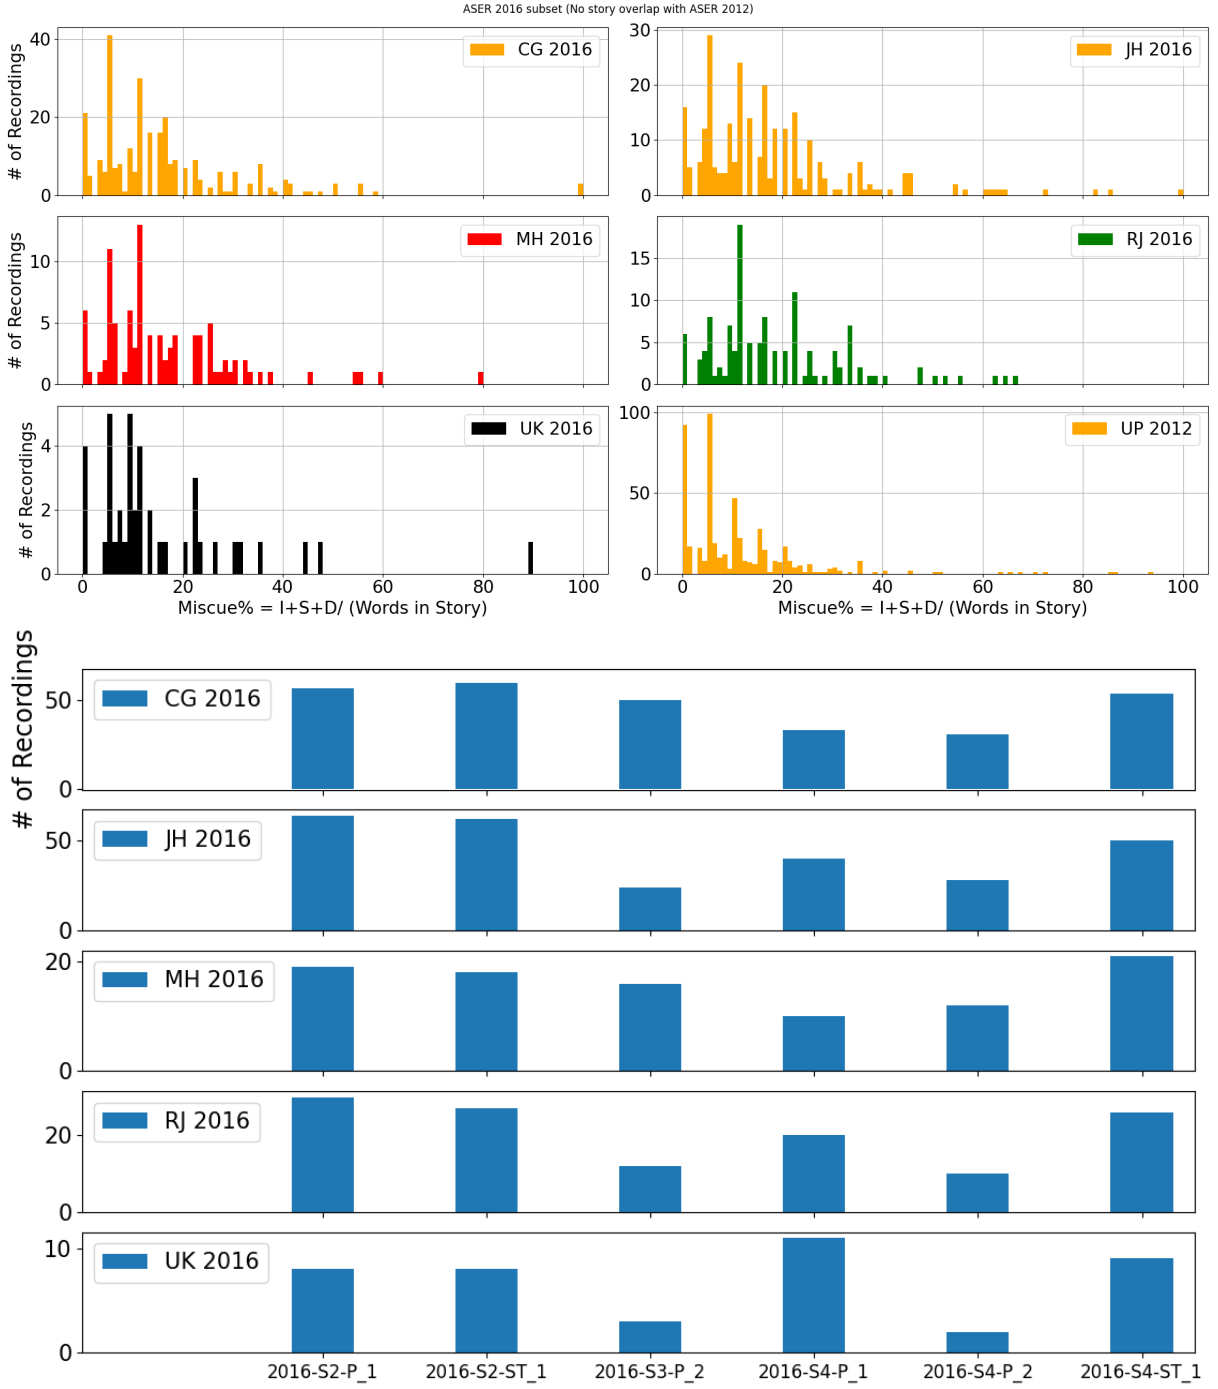 ASER 2016 subset (No story overlap with ASER 2012)
# of Recordings
40
20
0
CG 2016
30
20
10
0
JH 2016
# of Recordings
10
5
0
MH 2016
15
10
5
0
RJ 2016
# of Recordings
4
2
0
UK 2016
0 20 40 60 80 100
Miscue% = I+S+D/ (Words in Story)
100
50
0
UP 2012
0 20 40 60 80 100
Miscue% = I+S+D/ (Words in Story)
# of Recordings
50
0
CG 2016
50
0
JH 2016
20
0
MH 2016
20
0
RJ 2016
10
0
UK 2016
2016-S2-P_1 2016-S2-ST_1 2016-S3-P_2 2016-S4-P_1 2016-S4-P_2 2016-S4-ST_1